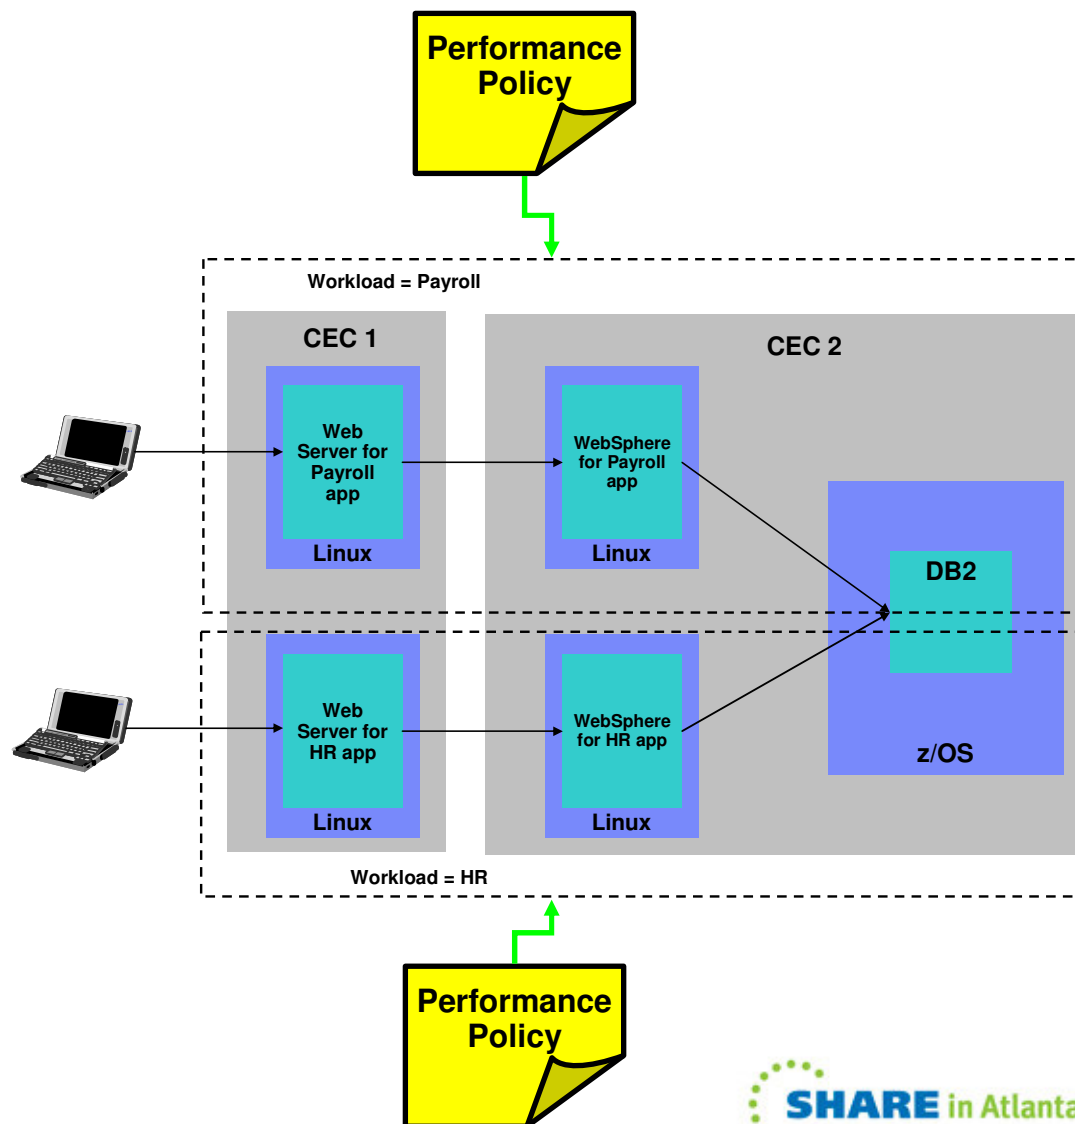 Performance
Policy
Workload = Payroll
CEC 1
CEC 2
Web
Server for
Payroll
app
Linux
WebSphere
for Payroll
app
Linux
DB2
z/OS
Web
Server for
HR app
Linux
WebSphere
for HR app
Linux
Workload = HR
Performance
Policy
SHARE in Atlanta